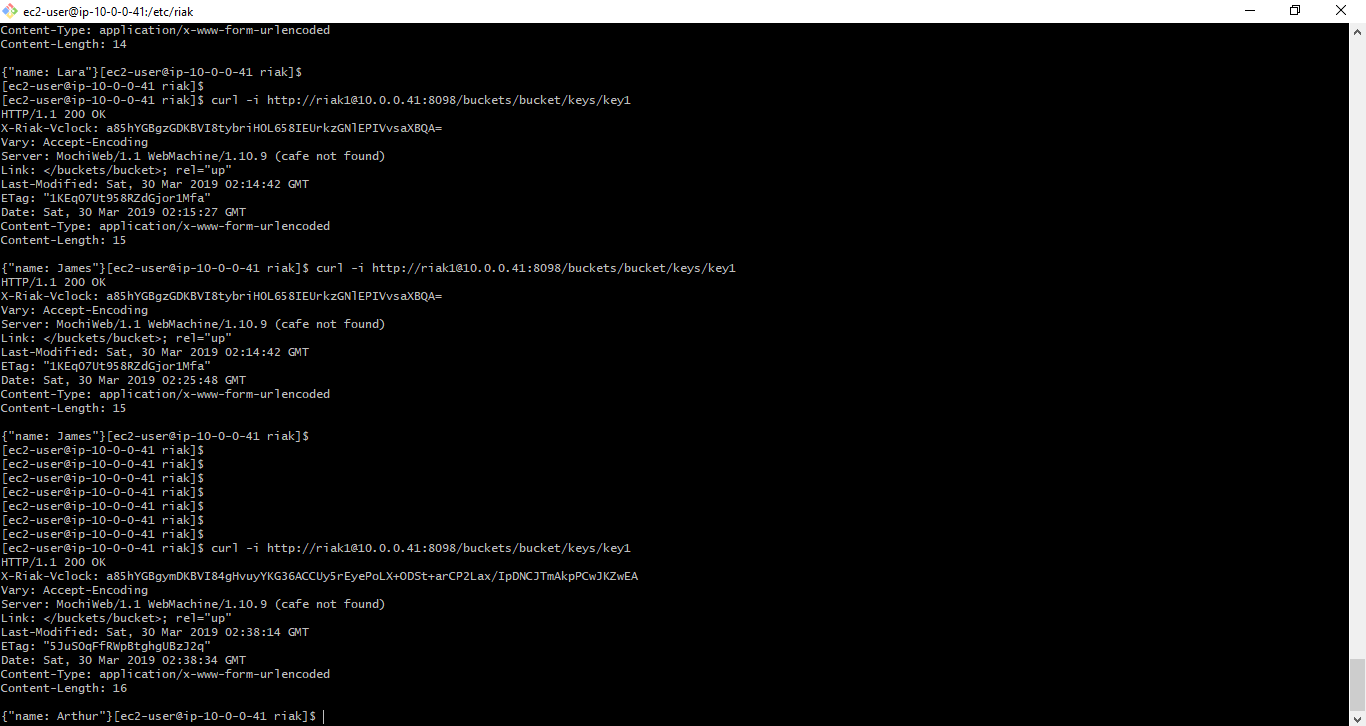 ec2-user@ip-10-0-0-41:/etc/riak
Content-Type: application/x-www-form-urlencoded
Content-Length: 14
{"name: Lara"}[ec2-user@ip-10-0-0-41 riak]$
[ec2-user@ip-10-0-0-41 riak]$
[ec2-user@ip-10-0-0-41 riak]$ curl -i http://riak1@10.0.0.41:8098/buckets/bucket/keys/key1
HTTP/1.1 200 OK
X-Riak-Vclock: a85hYGBgzGDKBVI8tybriHOL658IEUrkzGNlEPIVvsaXBQA=
Vary: Accept-Encoding
Server: MochiWeb/1.1 WebMachine/1.10.9 (cafe not found)
Link: </buckets/bucket>; rel="up"
Last-Modified: Sat, 30 Mar 2019 02:14:42 GMT
ETag: "1KEqO7Ut958RZdGjor1Mfa"
Date: Sat, 30 Mar 2019 02:15:27 GMT
Content-Type: application/x-www-form-urlencoded
Content-Length: 15
{"name: James"}[ec2-user@ip-10-0-0-41 riak]$ curl -i http://riak1@10.0.0.41:8098/buckets/bucket/keys/key1
HTTP/1.1 200 OK
X-Riak-Vclock: a85hYGBgzGDKBVI8tybriHOL658IEUrkzGNlEPIVvsaXBQA=
Vary: Accept-Encoding
Server: MochiWeb/1.1 WebMachine/1.10.9 (cafe not found)
Link: </buckets/bucket>; rel="up"
Last-Modified: Sat, 30 Mar 2019 02:14:42 GMT
ETag: "1KEqO7Ut958RZdGjor1Mfa"
Date: Sat, 30 Mar 2019 02:25:48 GMT
Content-Type: application/x-www-form-urlencoded
Content-Length: 15
{"name: James"}[ec2-user@ip-10-0-0-41 riak]$
[ec2-user@ip-10-0-0-41 riak]$
[ec2-user@ip-10-0-0-41 riak]$
[ec2-user@ip-10-0-0-41 riak]$
[ec2-user@ip-10-0-0-41 riak]$
[ec2-user@ip-10-0-0-41 riak]$
[ec2-user@ip-10-0-0-41 riak]$
[ec2-user@ip-10-0-0-41 riak]$
[ec2-user@ip-10-0-0-41 riak]$ curl -i http://riak1@10.0.0.41:8098/buckets/bucket/keys/key1
HTTP/1.1 200 OK
X-Riak-Vclock: a85hYGBgymDKBVI84gHvuyYKG36ACCUy5rEyePoLX+ODSt+arCP2Lax/IpDNCJTmAkpPCwJKZwEA
Vary: Accept-Encoding
Server: MochiWeb/1.1 WebMachine/1.10.9 (cafe not found)
Link: </buckets/bucket>; rel="up"
Last-Modified: Sat, 30 Mar 2019 02:38:14 GMT
ETag: "5JuSOqFfRWpBtghgUBzJ2q"
Date: Sat, 30 Mar 2019 02:38:34 GMT
Content-Type: application/x-www-form-urlencoded
Content-Length: 16
{"name: Arthur"}[ec2-user@ip-10-0-0-41 riak]$